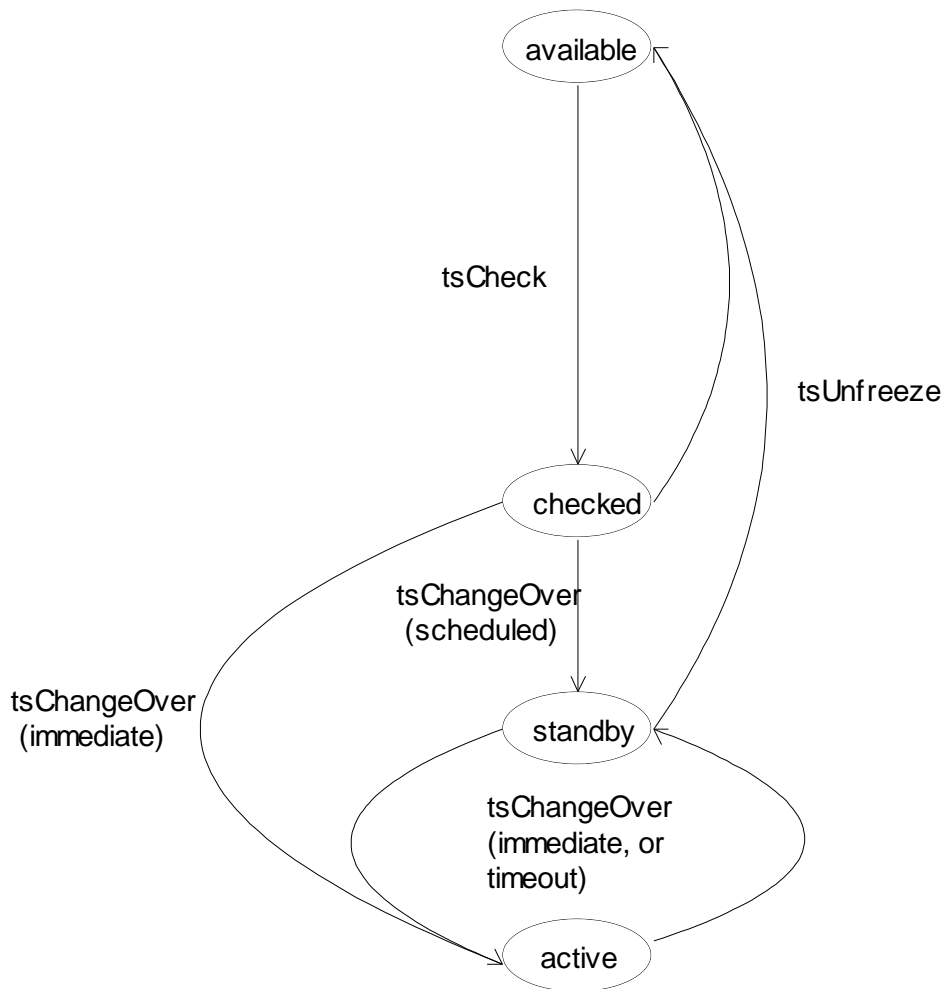 available
tsCheck
tsUnfreeze
checked
tsChangeOver
(scheduled)
tsChangeOver
(immediate)
standby
tsChangeOver
(immediate, or
timeout)
active